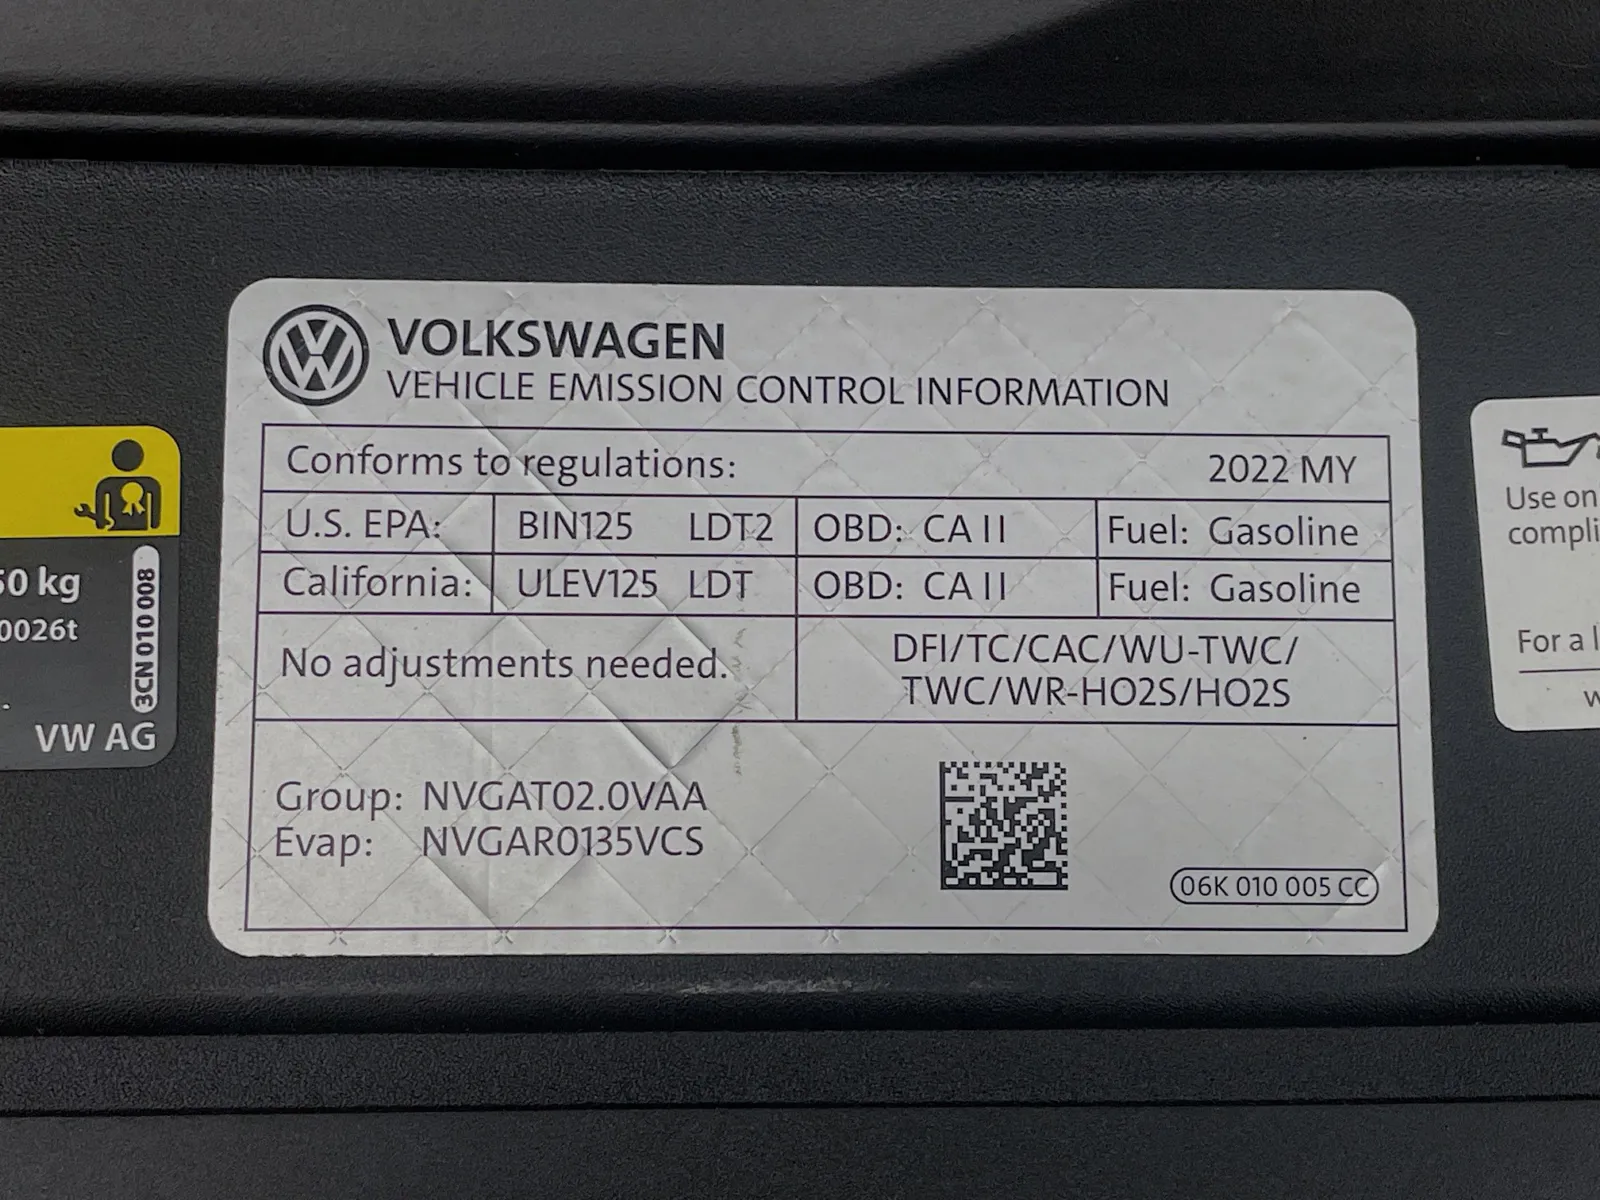 VOLKSWAGEN
VEHICLE EMISSION CONTROL INFORMATION
Conforms to regulations: 2022 MY
U.S. EPA: BIN125 LDT2 OBD: CA II Fuel: Gasoline
California: ULEV125 LDT OBD: CA II Fuel: Gasoline
No adjustments needed.
DFI/TC/CAC/WU-TWC/
TWC/WR-HO2S/HO2S
Group: NVGAT02.0VAA
Evap: NVGAR0135VCS
06K 010 005 CC
50 kg
0026t
VW AG
3CN 010 008
Use on
compli
For a l
w